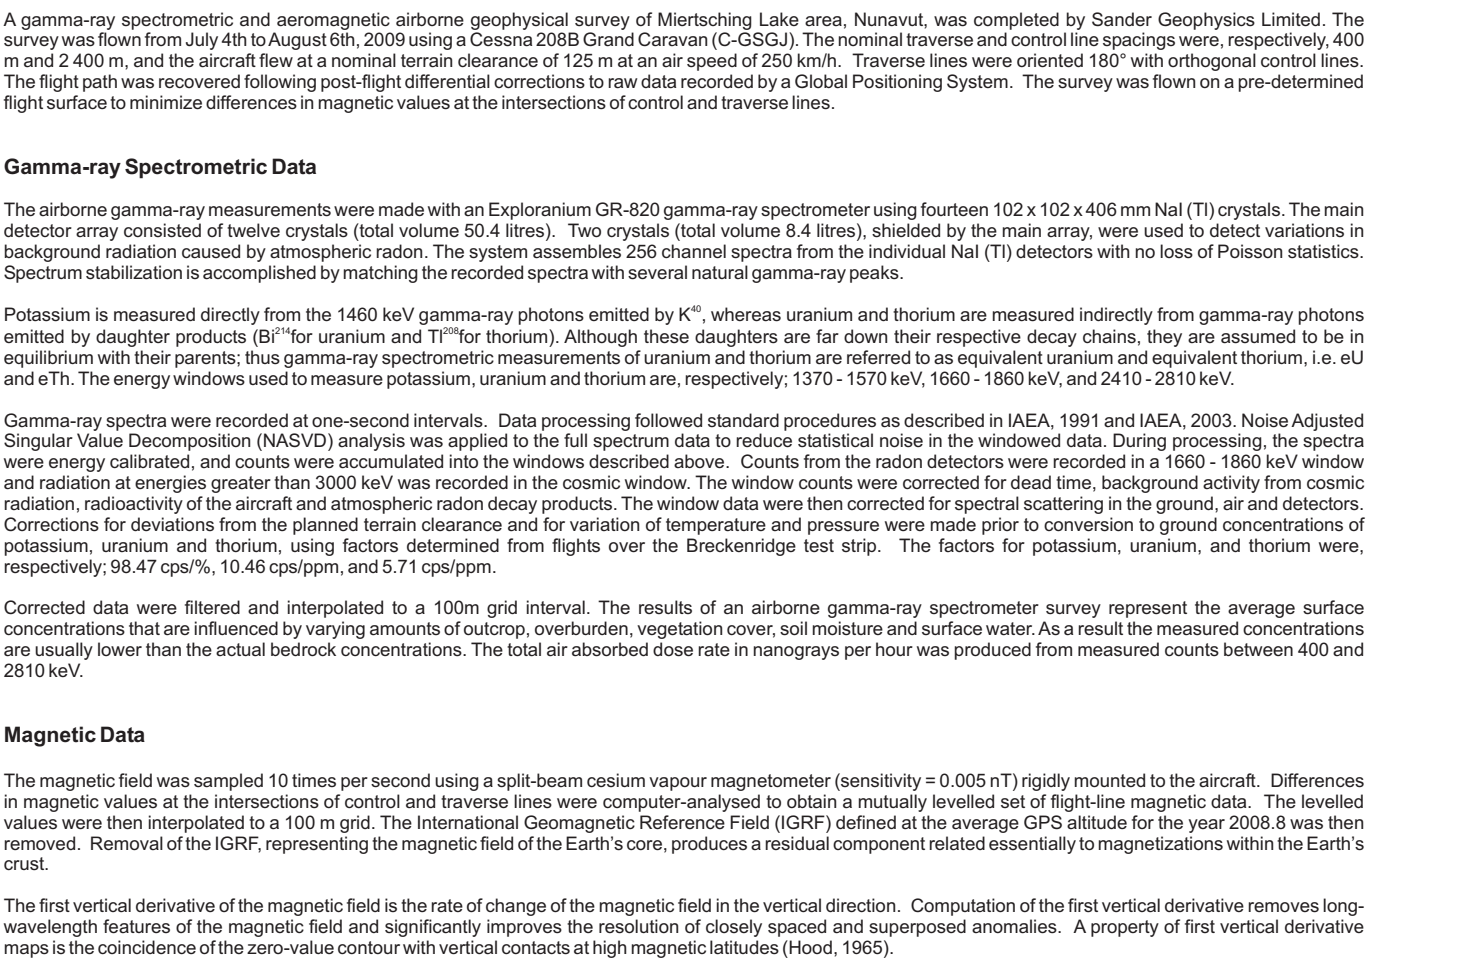 A gamma-ray spectrometric and aeromagnetic airborne geophysical survey of Miertsching Lake area, Nunavut, was completed by Sander Geophysics Limited. The
survey was flown from July 4th to August 6th, 2009 using a Cessna 208B Grand Caravan (C-GSGJ). The nominal traverse and control line spacings were, respectively, 400
m and 2 400 m, and the aircraft flew at a nominal terrain clearance of 125 m at an air speed of 250 km/h. Traverse lines were oriented 180° with orthogonal control lines.
The flight path was recovered following post-flight differential corrections to raw data recorded by a Global Positioning System. The survey was flown on a pre-determined
flight surface to minimize differences in magnetic values at the intersections of control and traverse lines.
Gamma-ray Spectrometric Data
The airborne gamma-ray measurements were made with an Exploranium GR-820 gamma-ray spectrometer using fourteen 102 x 102 x 406 mm NaI (Tl) crystals. The main
detector array consisted of twelve crystals (total volume 50.4 litres). Two crystals (total volume 8.4 litres), shielded by the main array, were used to detect variations in
background radiation caused by atmospheric radon. The system assembles 256 channel spectra from the individual NaI (Tl) detectors with no loss of Poisson statistics.
Spectrum stabilization is accomplished by matching the recorded spectra with several natural gamma-ray peaks.
Potassium is measured directly from the 1460 keV gamma-ray photons emitted by K⁴⁰, whereas uranium and thorium are measured indirectly from gamma-ray photons
emitted by daughter products (Bi²¹⁴for uranium and Tl²⁰⁸for thorium). Although these daughters are far down their respective decay chains, they are assumed to be in
equilibrium with their parents; thus gamma-ray spectrometric measurements of uranium and thorium are referred to as equivalent uranium and equivalent thorium, i.e. eU
and eTh. The energy windows used to measure potassium, uranium and thorium are, respectively; 1370 - 1570 keV, 1660 - 1860 keV, and 2410 - 2810 keV.
Gamma-ray spectra were recorded at one-second intervals. Data processing followed standard procedures as described in IAEA, 1991 and IAEA, 2003. Noise Adjusted
Singular Value Decomposition (NASVD) analysis was applied to the full spectrum data to reduce statistical noise in the windowed data. During processing, the spectra
were energy calibrated, and counts were accumulated into the windows described above. Counts from the radon detectors were recorded in a 1660 - 1860 keV window
and radiation at energies greater than 3000 keV was recorded in the cosmic window. The window counts were corrected for dead time, background activity from cosmic
radiation, radioactivity of the aircraft and atmospheric radon decay products. The window data were then corrected for spectral scattering in the ground, air and detectors.
Corrections for deviations from the planned terrain clearance and for variation of temperature and pressure were made prior to conversion to ground concentrations of
potassium, uranium and thorium, using factors determined from flights over the Breckenridge test strip. The factors for potassium, uranium, and thorium were,
respectively; 98.47 cps/%, 10.46 cps/ppm, and 5.71 cps/ppm.
Corrected data were filtered and interpolated to a 100m grid interval. The results of an airborne gamma-ray spectrometer survey represent the average surface
concentrations that are influenced by varying amounts of outcrop, overburden, vegetation cover, soil moisture and surface water. As a result the measured concentrations
are usually lower than the actual bedrock concentrations. The total air absorbed dose rate in nanograys per hour was produced from measured counts between 400 and
2810 keV.
Magnetic Data
The magnetic field was sampled 10 times per second using a split-beam cesium vapour magnetometer (sensitivity = 0.005 nT) rigidly mounted to the aircraft. Differences
in magnetic values at the intersections of control and traverse lines were computer-analysed to obtain a mutually levelled set of flight-line magnetic data. The levelled
values were then interpolated to a 100 m grid. The International Geomagnetic Reference Field (IGRF) defined at the average GPS altitude for the year 2008.8 was then
removed. Removal of the IGRF, representing the magnetic field of the Earth's core, produces a residual component related essentially to magnetizations within the Earth's
crust.
The first vertical derivative of the magnetic field is the rate of change of the magnetic field in the vertical direction. Computation of the first vertical derivative removes long-
wavelength features of the magnetic field and significantly improves the resolution of closely spaced and superposed anomalies. A property of first vertical derivative
maps is the coincidence of the zero-value contour with vertical contacts at high magnetic latitudes (Hood, 1965).